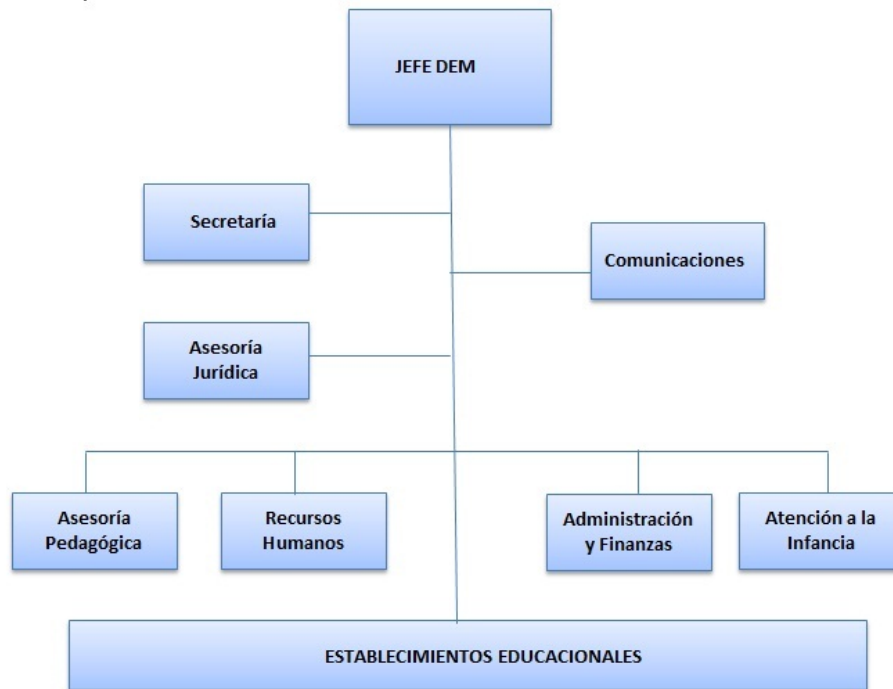 JEFE DEM
Secretaría
Comunicaciones
Asesoría
Jurídica
Asesoría
Pedagógica
Recursos
Humanos
Administración
y Finanzas
Atención a la
Infancia
ESTABLECIMIENTOS EDUCACIONALES